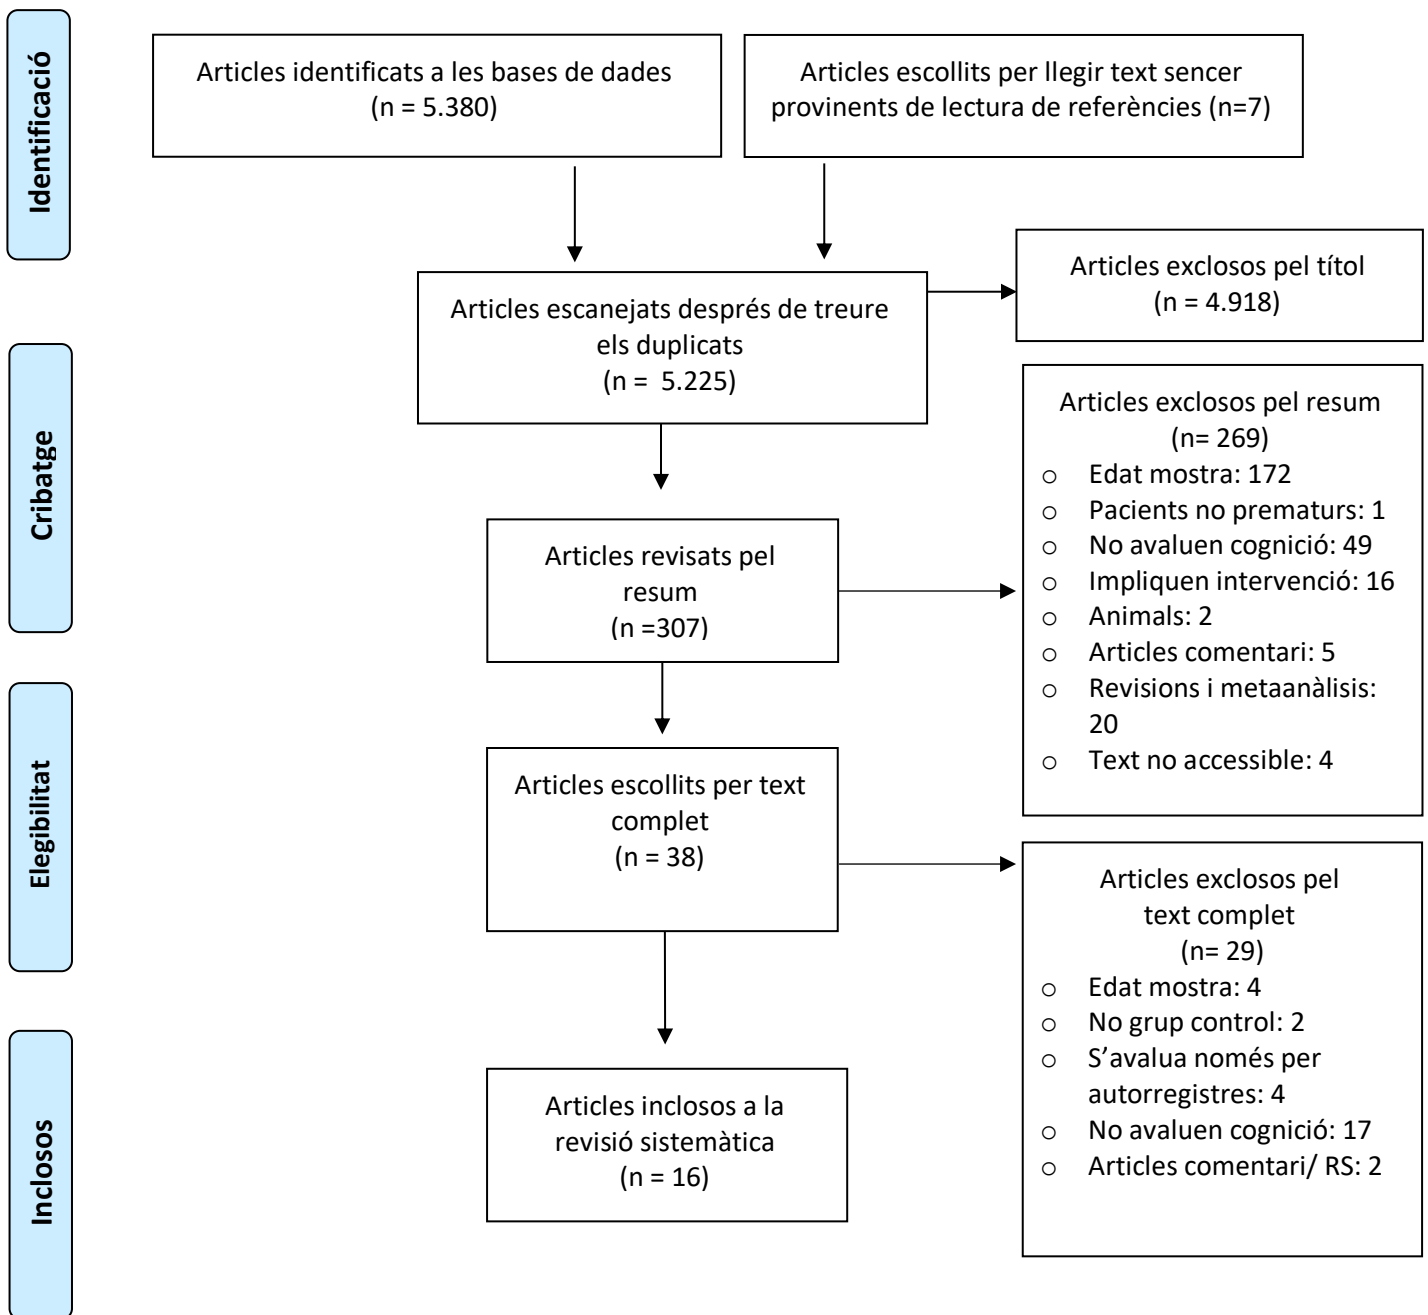 Identificació
Articles identificats a les bases de dades
(n = 5.380)
Articles escollits per llegir text sencer
provinents de lectura de referències (n=7)
Articles escanejats després de treure
els duplicats
(n =  5.225)
Articles exclosos pel títol
(n = 4.918)
Cribatge
Articles revisats pel
resum
(n =307)
Articles exclosos pel resum
(n= 269)
o Edat mostra: 172
o Pacients no prematurs: 1
o No avaluen cognició: 49
o Impliquen intervenció: 16
o Animals: 2
o Articles comentari: 5
o Revisions i metaanàlisis:
20
o Text no accessible: 4
Elegibilitat
Articles escollits per text
complet
(n = 38)
Articles exclosos pel
text complet
(n= 29)
o Edat mostra: 4
o No grup control: 2
o S’avalua només per
autorregistres: 4
o No avaluen cognició: 17
o Articles comentari/ RS: 2
Inclosos
Articles inclosos a la
revisió sistemàtica
(n = 16)